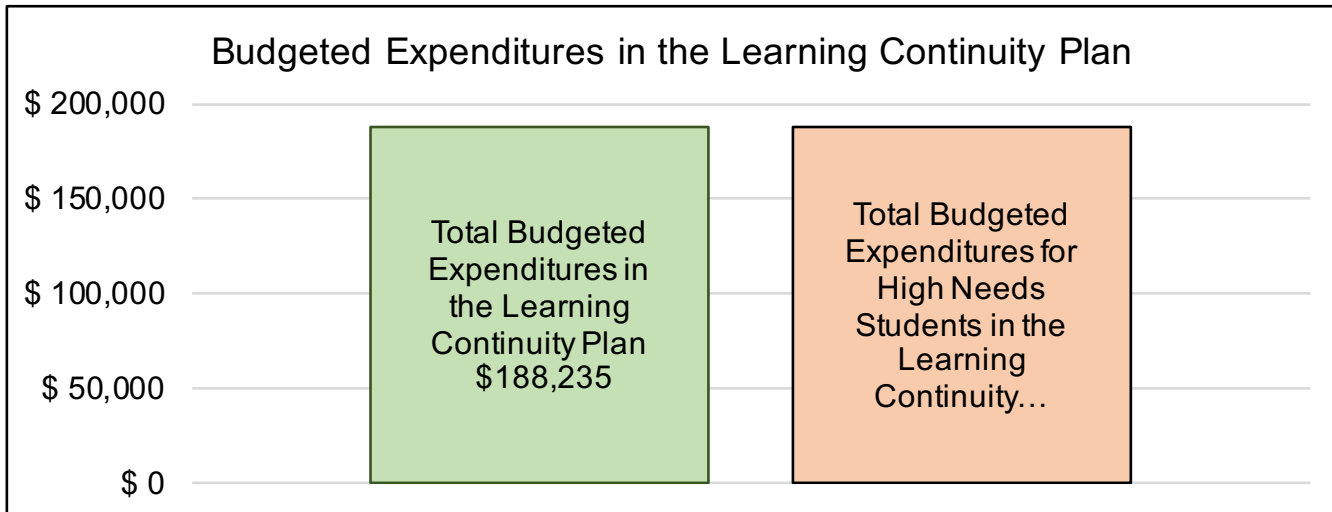 Budgeted Expenditures in the Learning Continuity Plan
$ 200,000
$ 150,000
$ 100,000
$ 50,000
$ 0
Total Budgeted
Expenditures in
the Learning
Continuity Plan
$188,235
Total Budgeted
Expenditures for
High Needs
Students in the
Learning
Continuity…